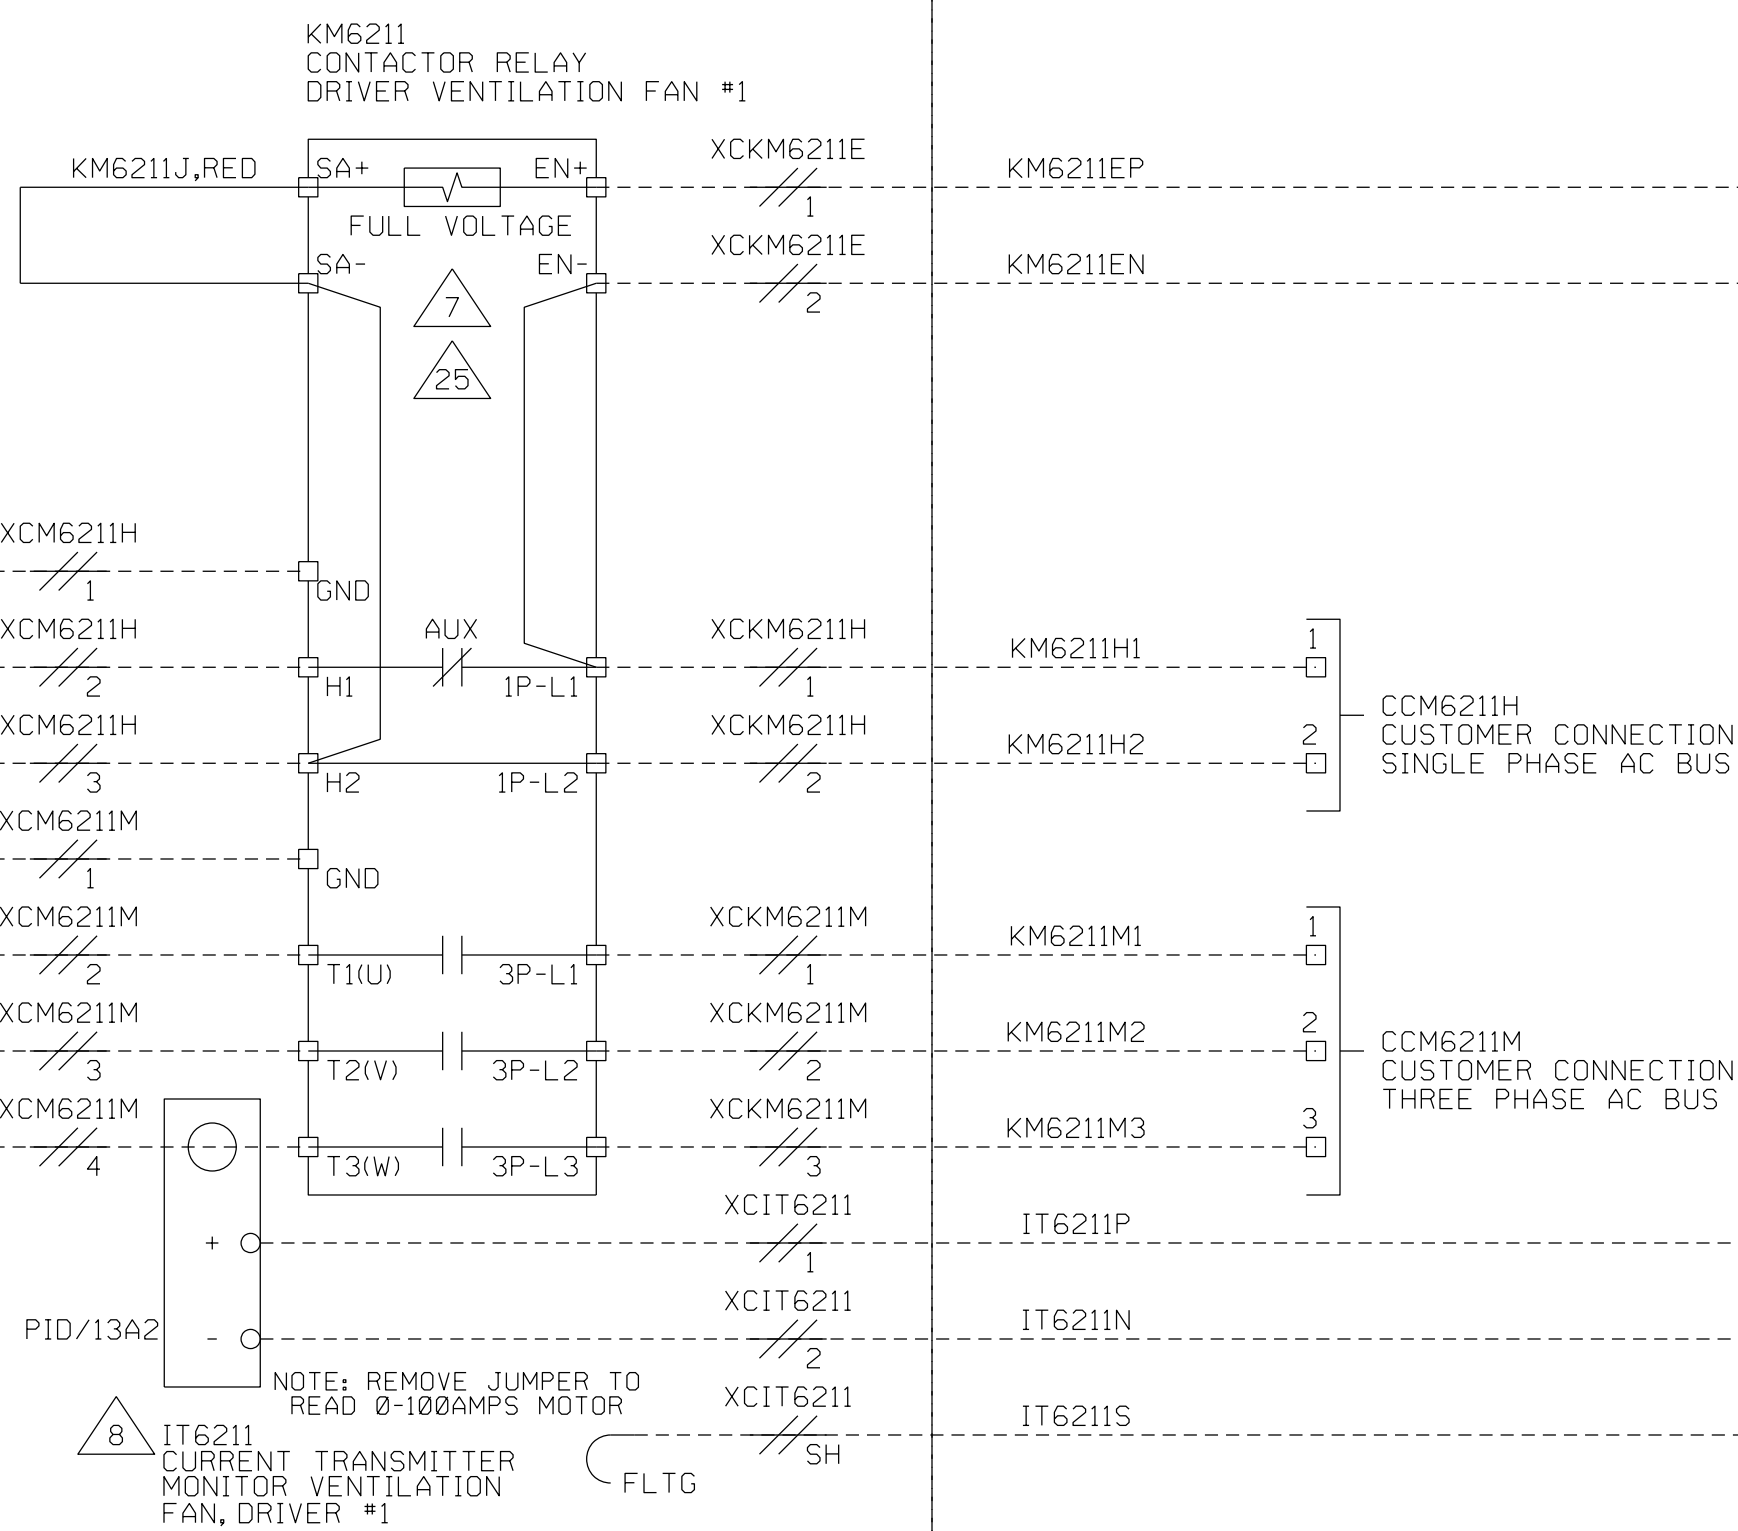 KM6211
CONTACTOR RELAY
DRIVER VENTILATION FAN #1
KM6211J,RED
SA+
EN+
XCKM6211E
1
KM6211EP
FULL VOLTAGE
SA-
EN-
XCKM6211E
2
KM6211EN
7
25
XCM6211H
1
GND
XCM6211H
2
H1
AUX
1P-L1
XCKM6211H
1
KM6211H1
1
XCM6211H
3
H2
1P-L2
XCKM6211H
2
KM6211H2
2
CCM6211H
CUSTOMER CONNECTION
SINGLE PHASE AC BUS
XCM6211M
1
GND
XCM6211M
2
T1(U)
3P-L1
XCKM6211M
1
KM6211M1
1
XCM6211M
3
T2(V)
3P-L2
XCKM6211M
2
KM6211M2
2
CCM6211M
CUSTOMER CONNECTION
THREE PHASE AC BUS
XCM6211M
4
T3(W)
3P-L3
XCKM6211M
3
KM6211M3
3
+
XCIT6211
1
IT6211P
PID/13A2
-
XCIT6211
2
IT6211N
NOTE: REMOVE JUMPER TO
READ 0-100AMPS MOTOR
XCIT6211
SH
IT6211S
FLTG
8
IT6211
CURRENT TRANSMITTER
MONITOR VENTILATION
FAN, DRIVER #1